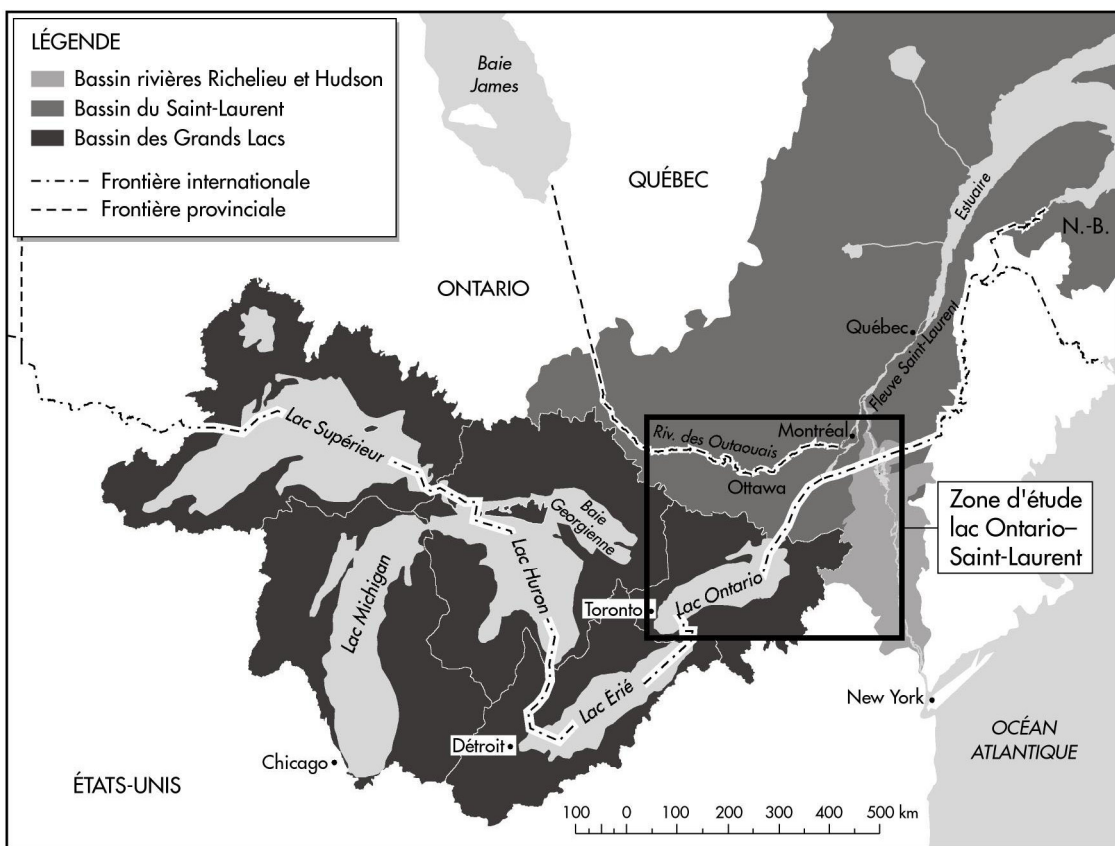 LÉGENDE
Bassin rivières Richelieu et Hudson
Bassin du Saint-Laurent
Bassin des Grands Lacs
Frontière internationale
Frontière provinciale
Baie
James
QUÉBEC
ONTARIO
Estuaire
N.-B.
Québec
Fleuve Saint-Laurent
Lac Supérieur
Riv. des Outaouais
Montréal
Ottawa
Baie
Georgienne
Zone d'étude
lac Ontario–
Saint-Laurent
Lac Michigan
Lac Huron
Toronto
Lac Ontario
Lac Érié
New York
Détroit
Chicago
OCÉAN
ATLANTIQUE
ÉTATS-UNIS
100 0 100 200 300 400 500 km